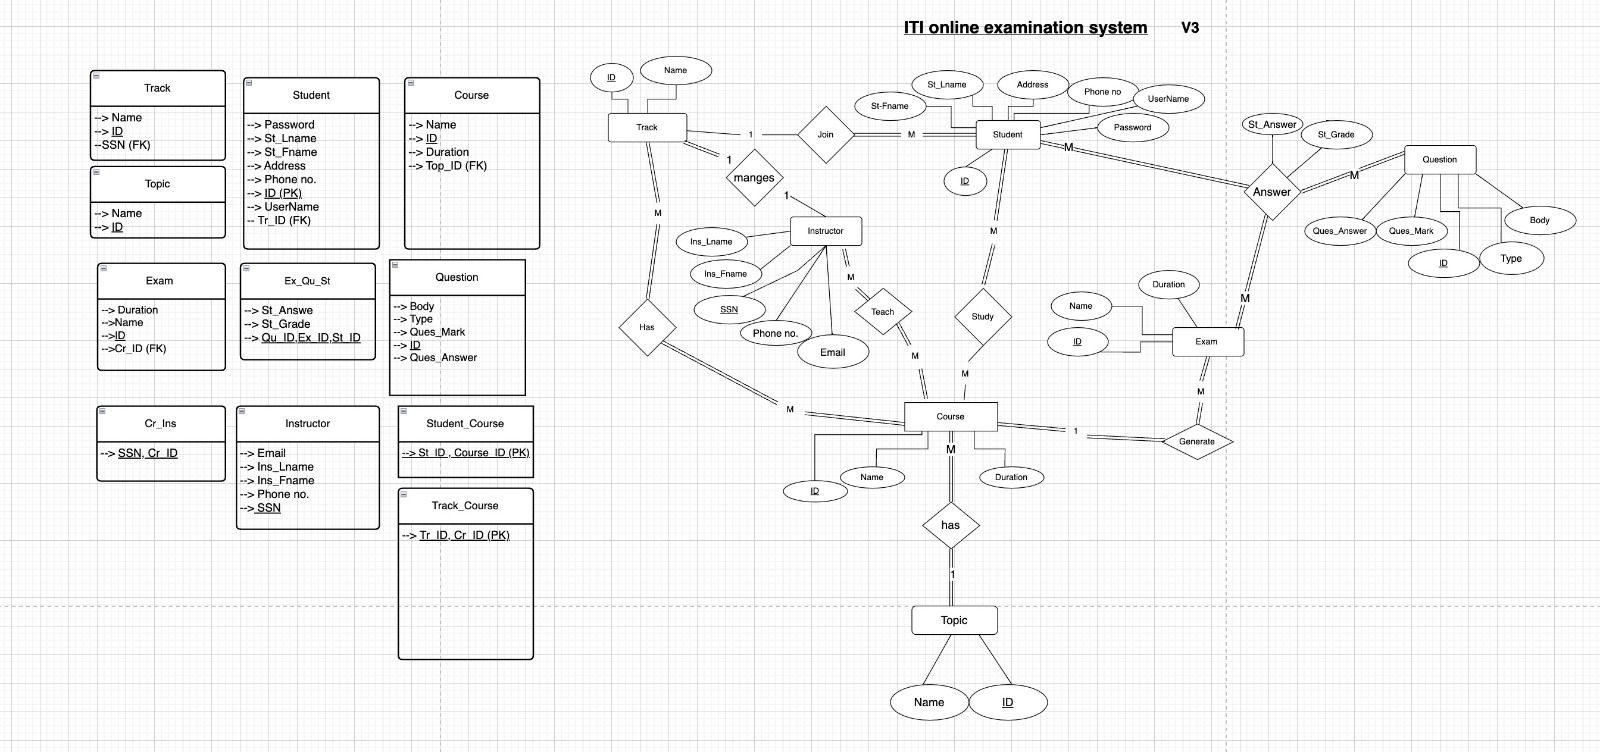 ITI online examination system V3
Track
--> Name
--> ID
--SSN (FK)
Student
--> Password
--> St_Lname
--> St_Fname
--> Address
--> Phone no.
--> ID (PK)
--> UserName
-- Tr_ID (FK)
Course
--> Name
--> ID
--> Duration
--> Top_ID (FK)
Topic
--> Name
--> ID
Exam
--> Duration
-->Name
-->ID
-->Cr_ID (FK)
Ex_Qu_St
--> St_Answe
--> St_Grade
--> Qu_ID,Ex_ID,St_ID
Question
--> Body
--> Type
--> Ques_Mark
--> ID
--> Ques_Answer
Cr_Ins
--> SSN, Cr_ID
Instructor
--> Email
--> Ins_Lname
--> Ins_Fname
--> Phone no.
--> SSN
Student_Course
--> St_ID , Course_ID (PK)
Track_Course
--> Tr_ID, Cr_ID (PK)
ID
Name
Track
1
Join
M
St-Fname
St_Lname
Address
Phone no
UserName
Password
Student
ID
M
St_Answer
St_Grade
Answer
M
Question
Ques_Answer
Ques_Mark
ID
Type
Body
1
manges
1
Instructor
Ins_Lname
Ins_Fname
SSN
Phone no.
Email
M
Teach
M
M
Has
M
M
Study
M
M
Duration
Name
ID
Exam
M
Generate
1
Course
ID
Name
Duration
M
has
1
Topic
Name
ID